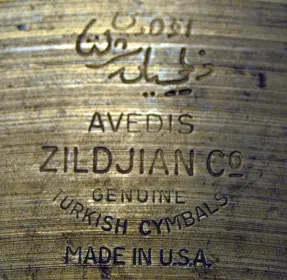 AVEDIS
ZILDJIAN CO.
GENUINE
TURKISH CYMBALS
MADE IN U.S.A.